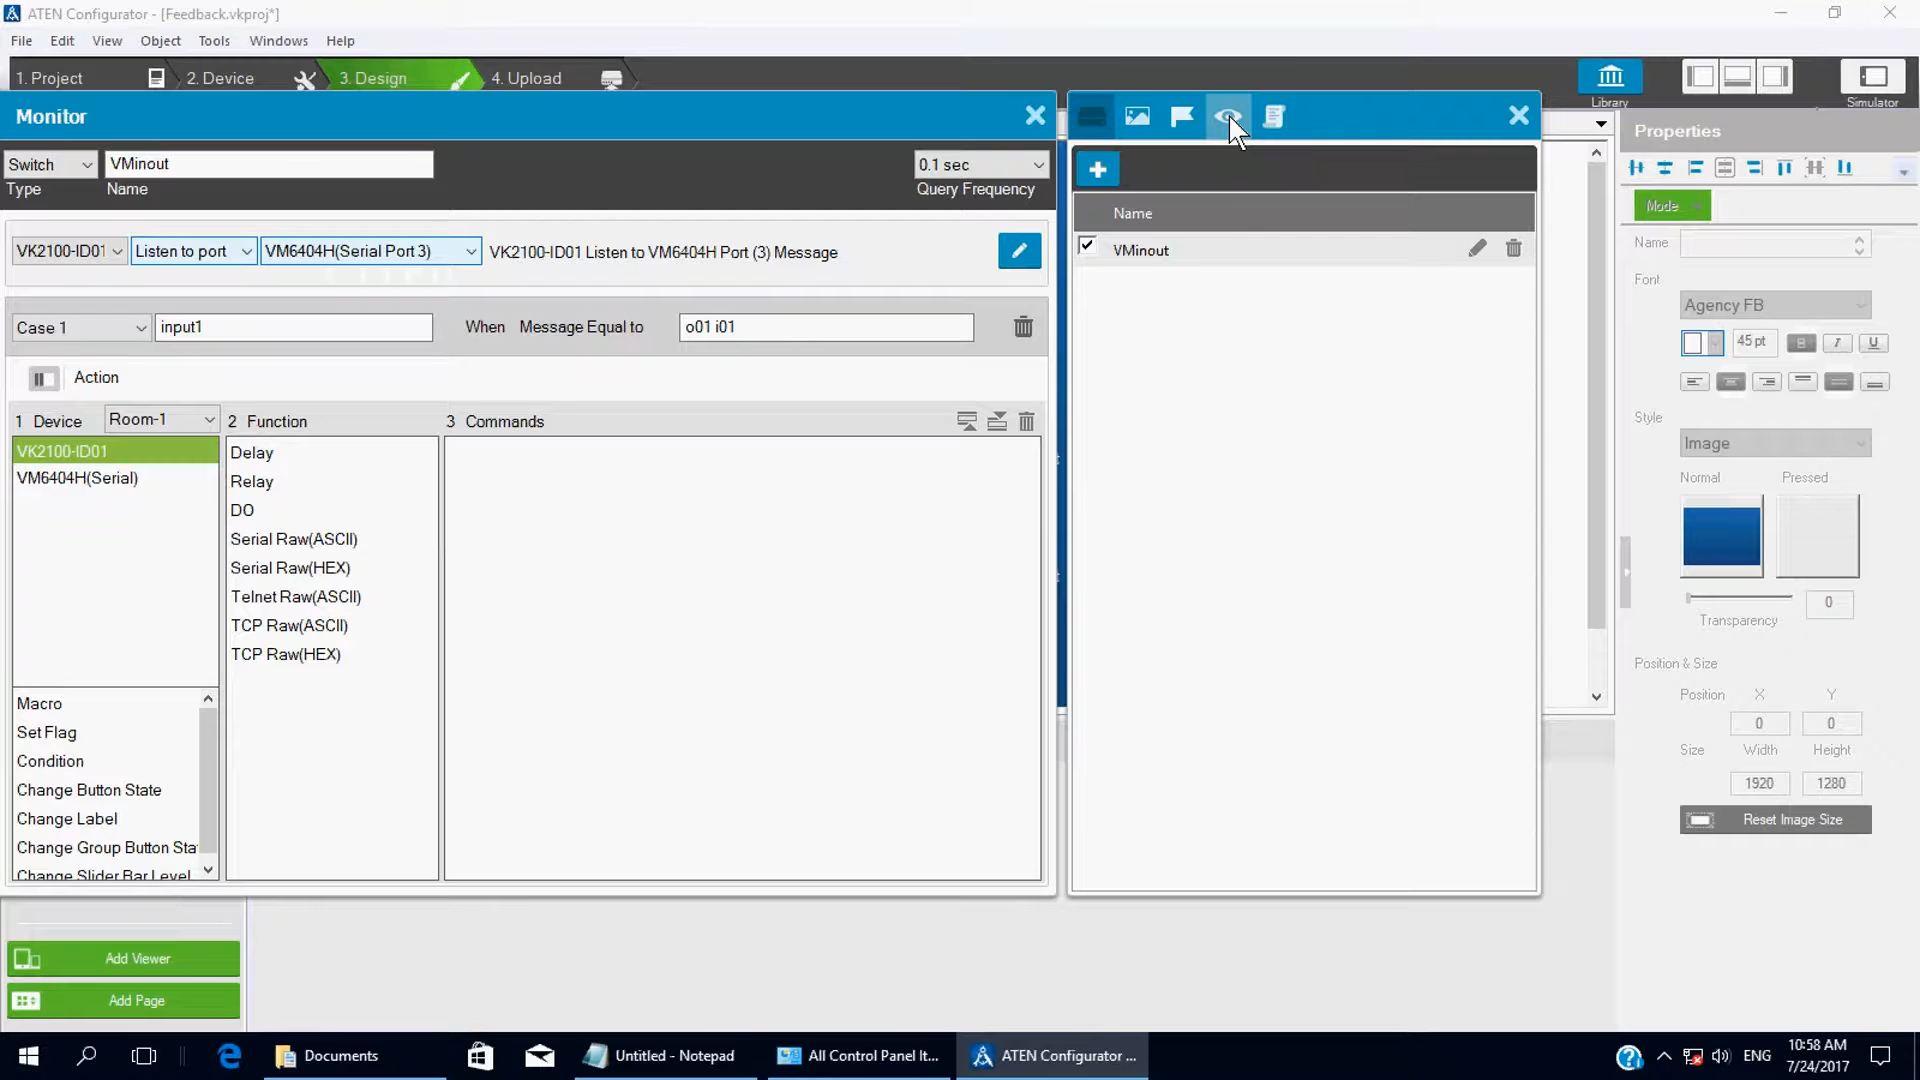 ATEN Configurator - [Feedback.vkproj*]
File Edit View Object Tools Windows Help
1. Project 2. Device 3. Design 4. Upload
Library Simulator
Monitor
Properties
Switch VMinout 0.1 sec
Type Name Query Frequency
Mode
Name
VK2100-ID01 Listen to port VM6404H(Serial Port 3) VK2100-ID01 Listen to VM6404H Port (3) Message
Name
VMinout
Font
Agency FB
45 pt B I U
Case 1 input1 When Message Equal to o01 i01
Action
1 Device Room-1 2 Function 3 Commands
VK2100-ID01
VM6404H(Serial)
Delay
Relay
DO
Serial Raw(ASCII)
Serial Raw(HEX)
Telnet Raw(ASCII)
TCP Raw(ASCII)
TCP Raw(HEX)
Macro
Set Flag
Condition
Change Button State
Change Label
Change Group Button Sta
Change Slider Bar Level
Style
Image
Normal Pressed
0
Transparency
Position & Size
Position X Y
0 0
Size Width Height
1920 1280
Reset Image Size
Add Viewer
Add Page
Documents Untitled - Notepad All Control Panel It... ATEN Configurator ... ENG 10:58 AM
7/24/2017